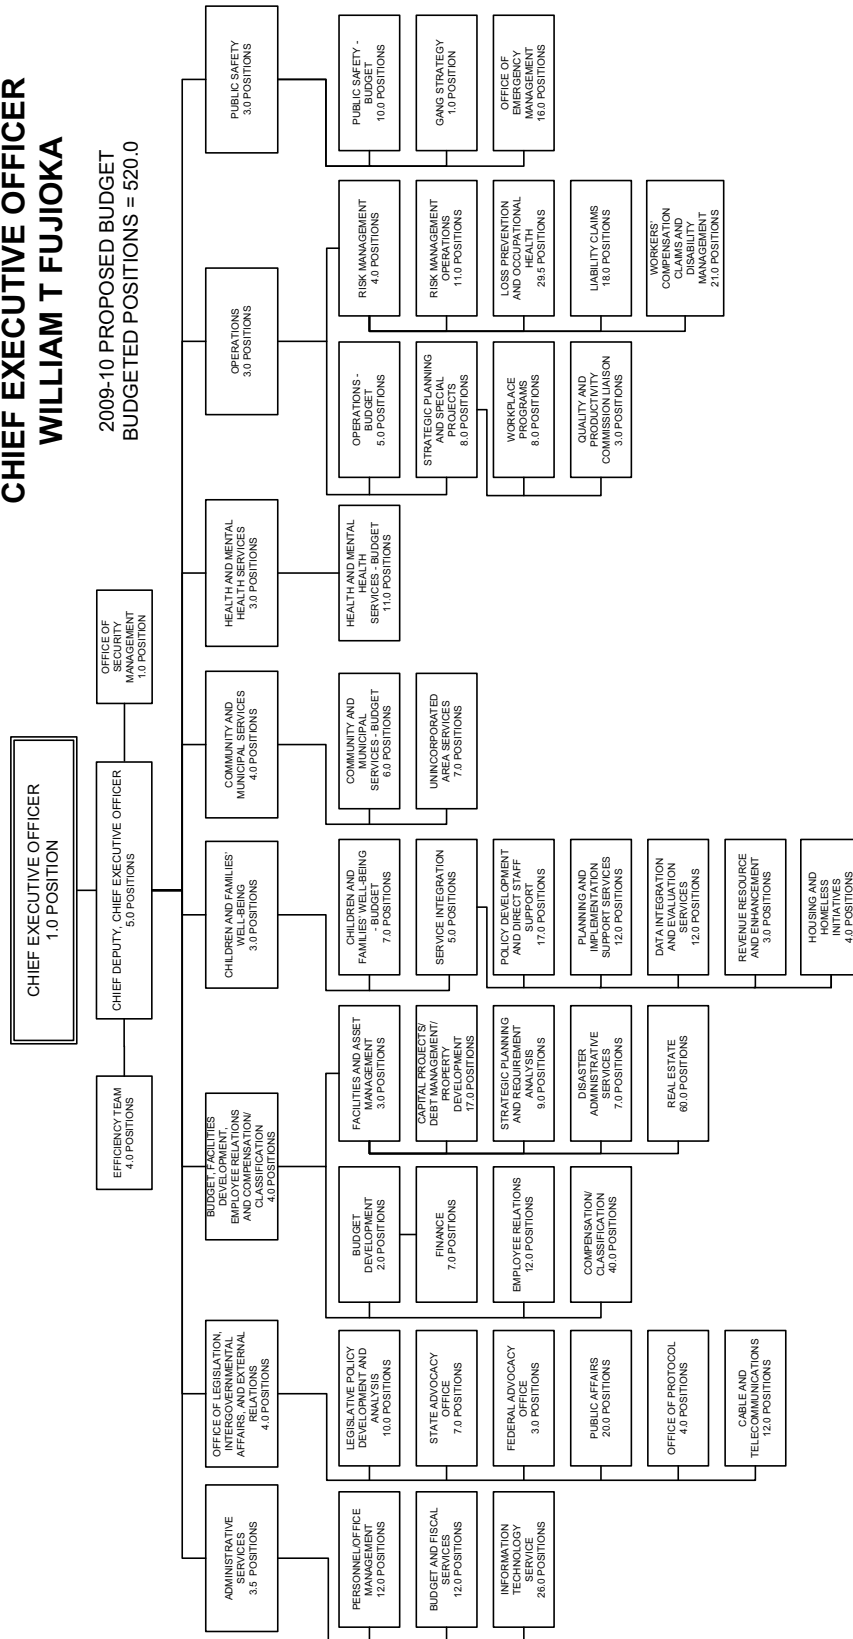 CHIEF EXECUTIVE OFFICER
WILLIAM T FUJIOKA
2009-10 PROPOSED BUDGET
BUDGETED POSITIONS = 520.0
CHIEF EXECUTIVE OFFICER
1.0 POSITION
EFFICIENCY TEAM
4.0 POSITIONS
CHIEF DEPUTY, CHIEF EXECUTIVE OFFICER
5.0 POSITIONS
OFFICE OF
SECURITY
MANAGEMENT
1.0 POSITION
ADMINISTRATIVE
SERVICES
3.5 POSITIONS
PERSONNEL/OFFICE
MANAGEMENT
12.0 POSITIONS
BUDGET AND FISCAL
SERVICES
12.0 POSITIONS
INFORMATION
TECHNOLOGY
SERVICE
26.0 POSITIONS
OFFICE OF LEGISLATION,
INTERGOVERNMENTAL
AFFAIRS, AND EXTERNAL
RELATIONS
4.0 POSITIONS
LEGISLATIVE POLICY
DEVELOPMENT AND
ANALYSIS
10.0 POSITIONS
STATE ADVOCACY
OFFICE
7.0 POSITIONS
FEDERAL ADVOCACY
OFFICE
3.0 POSITIONS
PUBLIC AFFAIRS
20.0 POSITIONS
OFFICE OF PROTOCOL
4.0 POSITIONS
CABLE AND
TELECOMMUNICATIONS
12.0 POSITIONS
BUDGET, FACILITIES
DEVELOPMENT,
EMPLOYEE RELATIONS
AND COMPENSATION/
CLASSIFICATION
4.0 POSITIONS
BUDGET
DEVELOPMENT
2.0 POSITIONS
FINANCE
7.0 POSITIONS
EMPLOYEE RELATIONS
12.0 POSITIONS
COMPENSATION/
CLASSIFICATION
40.0 POSITIONS
FACILITIES AND ASSET
MANAGEMENT
3.0 POSITIONS
CAPITAL PROJECTS/
DEBT MANAGEMENT/
PROPERTY
DEVELOPMENT
17.0 POSITIONS
STRATEGIC PLANNING
AND REQUIREMENT
ANALYSIS
9.0 POSITIONS
DISASTER
ADMINISTRATIVE
SERVICES
7.0 POSITIONS
REAL ESTATE
60.0 POSITIONS
CHILDREN AND FAMILIES'
WELL-BEING
3.0 POSITIONS
CHILDREN AND
FAMILIES' WELL-BEING
- BUDGET
7.0 POSITIONS
SERVICE INTEGRATION
5.0 POSITIONS
POLICY DEVELOPMENT
AND DIRECT STAFF
SUPPORT
17.0 POSITIONS
PLANNING AND
IMPLEMENTATION
SUPPORT SERVICES
12.0 POSITIONS
DATA INTEGRATION
AND EVALUATION
SERVICES
12.0 POSITIONS
REVENUE RESOURCE
AND ENHANCEMENT
3.0 POSITIONS
HOUSING AND
HOMELESS
INITIATIVES
4.0 POSITIONS
COMMUNITY AND
MUNICIPAL SERVICES
4.0 POSITIONS
COMMUNITY AND
MUNICIPAL
SERVICES - BUDGET
6.0 POSITIONS
UNINCORPORATED
AREA SERVICES
7.0 POSITIONS
HEALTH AND MENTAL
HEALTH SERVICES
3.0 POSITIONS
HEALTH AND MENTAL
HEALTH
SERVICES - BUDGET
11.0 POSITIONS
OPERATIONS
3.0 POSITIONS
OPERATIONS -
BUDGET
5.0 POSITIONS
STRATEGIC PLANNING
AND SPECIAL
PROJECTS
8.0 POSITIONS
WORKPLACE
PROGRAMS
8.0 POSITIONS
QUALITY AND
PRODUCTIVITY
COMMISSION LIAISON
3.0 POSITIONS
RISK MANAGEMENT
4.0 POSITIONS
RISK MANAGEMENT
OPERATIONS
11.0 POSITIONS
LOSS PREVENTION
AND OCCUPATIONAL
HEALTH
29.5 POSITIONS
LIABILITY CLAIMS
18.0 POSITIONS
WORKERS'
COMPENSATION
CLAIMS AND
DISABILITY
MANAGEMENT
21.0 POSITIONS
PUBLIC SAFETY
3.0 POSITIONS
PUBLIC SAFETY -
BUDGET
10.0 POSITIONS
GANG STRATEGY
1.0 POSITION
OFFICE OF
EMERGENCY
MANAGEMENT
16.0 POSITIONS